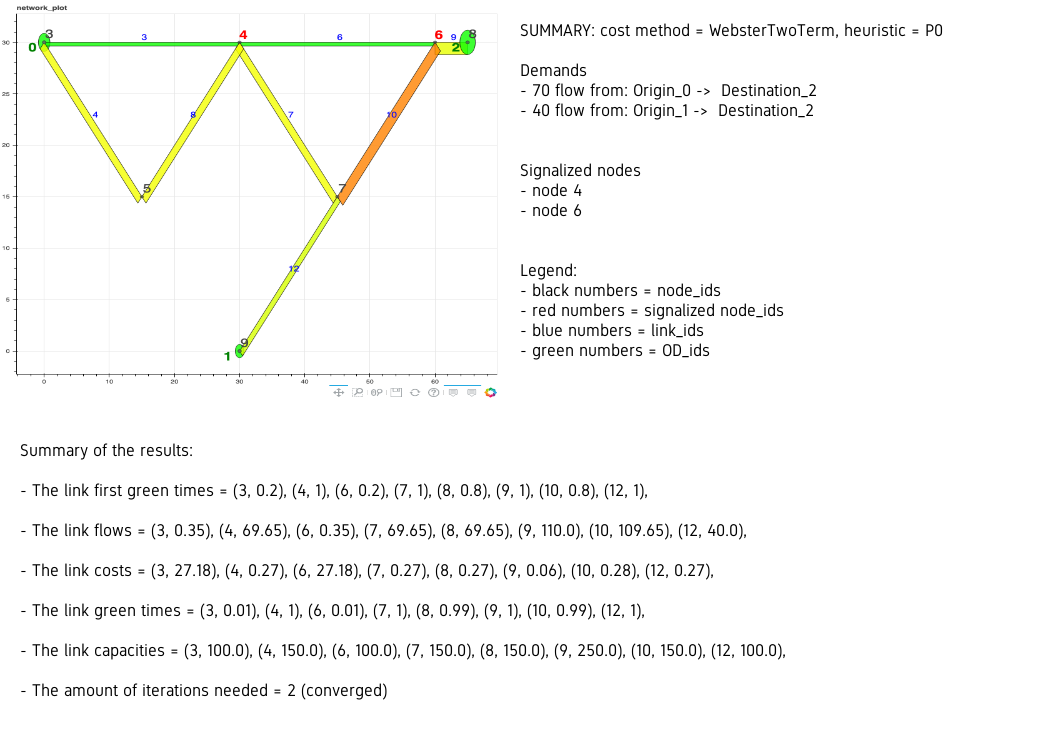 network_plot
SUMMARY: cost method = WebsterTwoTerm, heuristic = P0
Demands
- 70 flow from: Origin_0 -> Destination_2
- 40 flow from: Origin_1 -> Destination_2
Signalized nodes
- node 4
- node 6
Legend:
- black numbers = node_ids
- red numbers = signalized node_ids
- blue numbers = link_ids
- green numbers = OD_ids
30
25
20
15
10
5
0
0 10 20 30 40 50 60
3 4 6 8
0 3 6 9 2
4 8 7 10
5 7
12
9
1
Summary of the results:
- The link first green times = (3, 0.2), (4, 1), (6, 0.2), (7, 1), (8, 0.8), (9, 1), (10, 0.8), (12, 1),
- The link flows = (3, 0.35), (4, 69.65), (6, 0.35), (7, 69.65), (8, 69.65), (9, 110.0), (10, 109.65), (12, 40.0),
- The link costs = (3, 27.18), (4, 0.27), (6, 27.18), (7, 0.27), (8, 0.27), (9, 0.06), (10, 0.28), (12, 0.27),
- The link green times = (3, 0.01), (4, 1), (6, 0.01), (7, 1), (8, 0.99), (9, 1), (10, 0.99), (12, 1),
- The link capacities = (3, 100.0), (4, 150.0), (6, 100.0), (7, 150.0), (8, 150.0), (9, 250.0), (10, 150.0), (12, 100.0),
- The amount of iterations needed = 2 (converged)